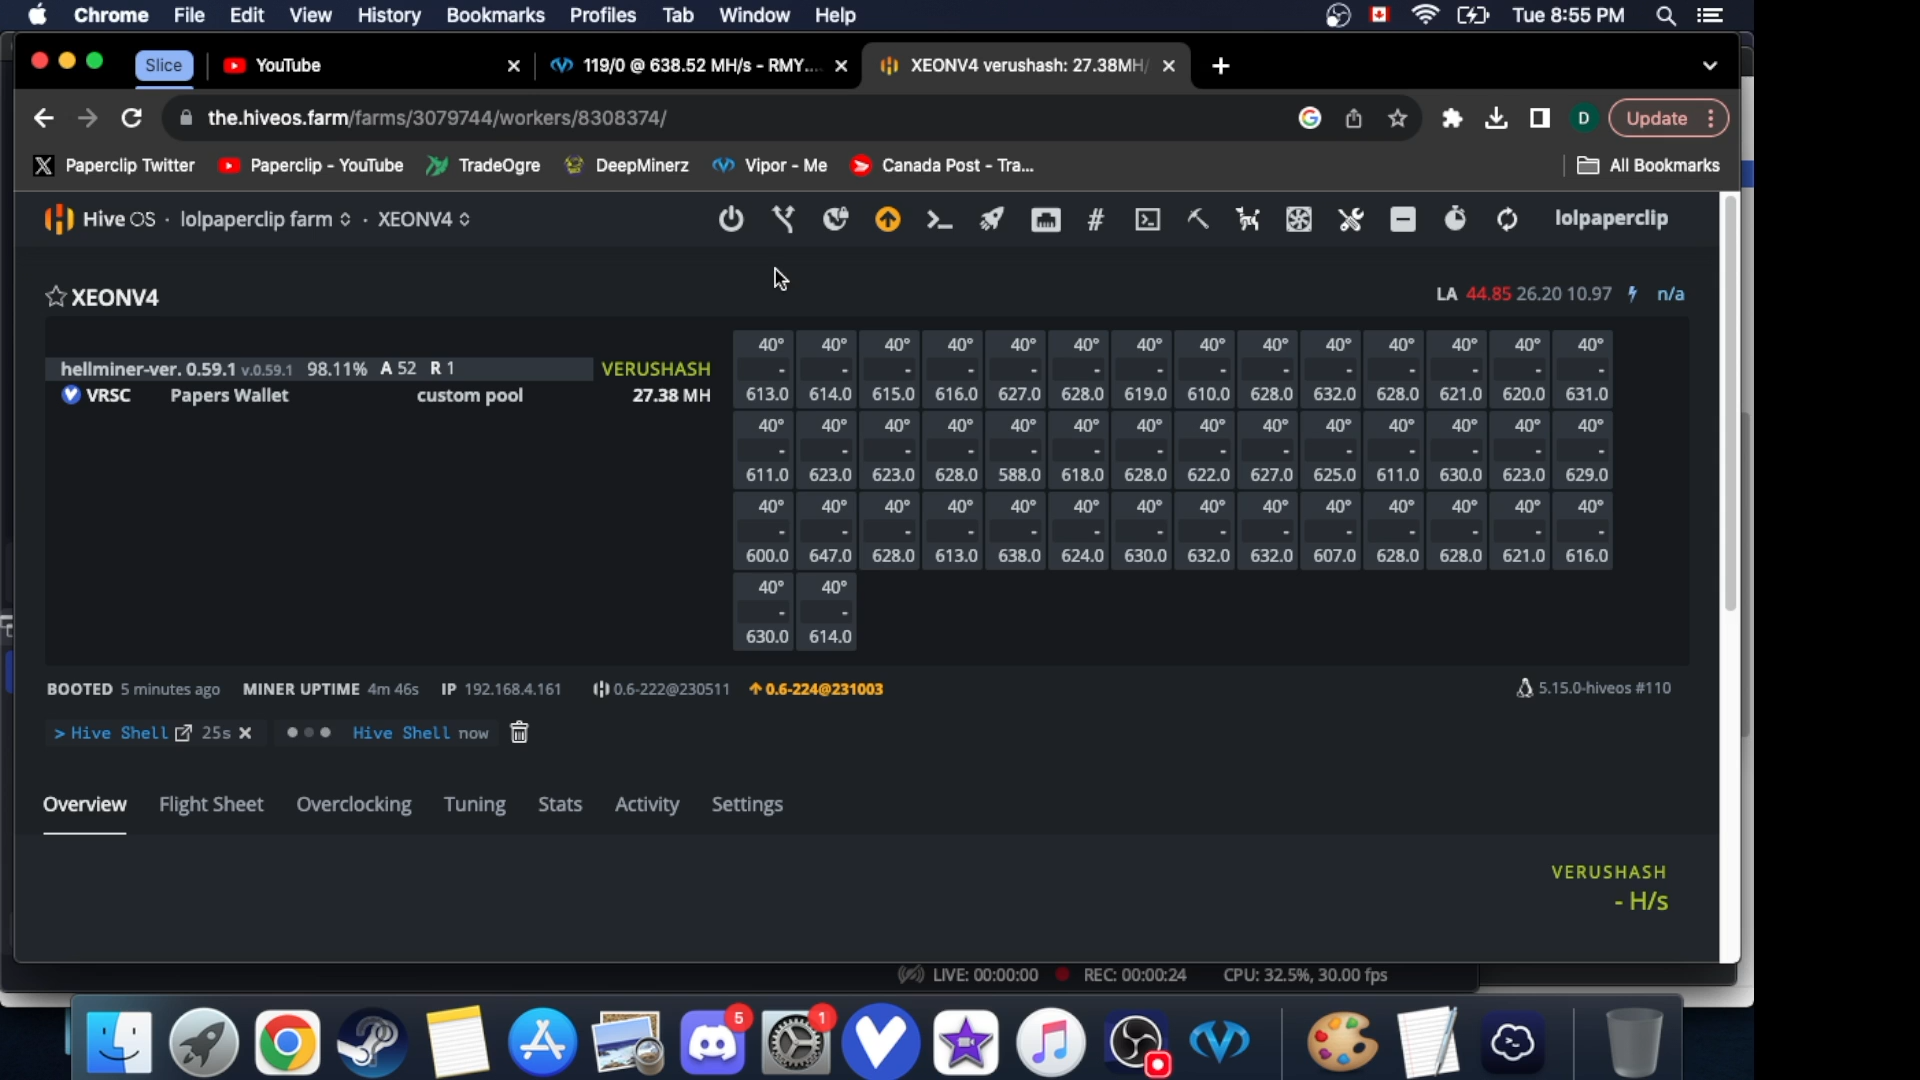 Chrome File Edit View History Bookmarks Profiles Tab Window Help Tue 8:55 PM
Slice YouTube 119/0 @ 638.52 MH/s - RMY... XEONV4 verushash: 27.38MH/
the.hiveos.farm/farms/3079744/workers/8308374/ D Update
Paperclip Twitter Paperclip - YouTube TradeOgre DeepMinerz Vipor - Me Canada Post - Tra... All Bookmarks
Hive OS · lolpaperclip farm · XEONV4 lolpaperclip
XEONV4 LA 44.85 26.20 10.97 n/a
40° 40° 40° 40° 40° 40° 40° 40° 40° 40° 40° 40° 40° 40°
hellminer-ver. 0.59.1 v.0.59.1 98.11% A 52 R 1 VERUSHASH - - - - - - - - - - - - - -
VRSC Papers Wallet custom pool 27.38 MH 613.0 614.0 615.0 616.0 627.0 628.0 619.0 610.0 628.0 632.0 628.0 621.0 620.0 631.0
40° 40° 40° 40° 40° 40° 40° 40° 40° 40° 40° 40° 40° 40°
- - - - - - - - - - - - - -
611.0 623.0 623.0 628.0 588.0 618.0 628.0 622.0 627.0 625.0 611.0 630.0 623.0 629.0
40° 40° 40° 40° 40° 40° 40° 40° 40° 40° 40° 40° 40° 40°
- - - - - - - - - - - - - -
600.0 647.0 628.0 613.0 638.0 624.0 630.0 632.0 632.0 607.0 628.0 628.0 621.0 616.0
40° 40°
- -
630.0 614.0
BOOTED 5 minutes ago MINER UPTIME 4m 46s IP 192.168.4.161 0.6-222@230511 0.6-224@231003 5.15.0-hiveos #110
> Hive Shell 25s Hive Shell now
Overview Flight Sheet Overclocking Tuning Stats Activity Settings
VERUSHASH
- H/s
LIVE: 00:00:00 REC: 00:00:24 CPU: 32.5%, 30.00 fps
5 1